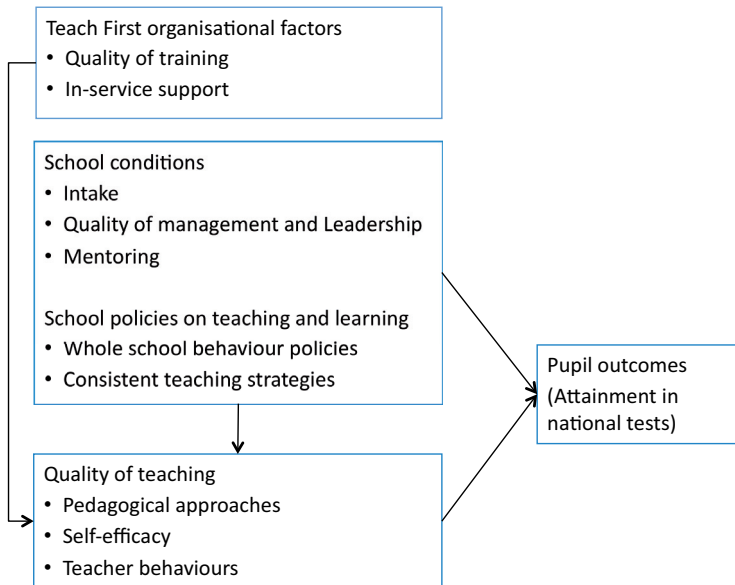 Teach First organisational factors
• Quality of training
• In-service support
School conditions
• Intake
• Quality of management and Leadership
• Mentoring
School policies on teaching and learning
• Whole school behaviour policies
• Consistent teaching strategies
Quality of teaching
• Pedagogical approaches
• Self-efficacy
• Teacher behaviours
Pupil outcomes
(Attainment in
national tests)